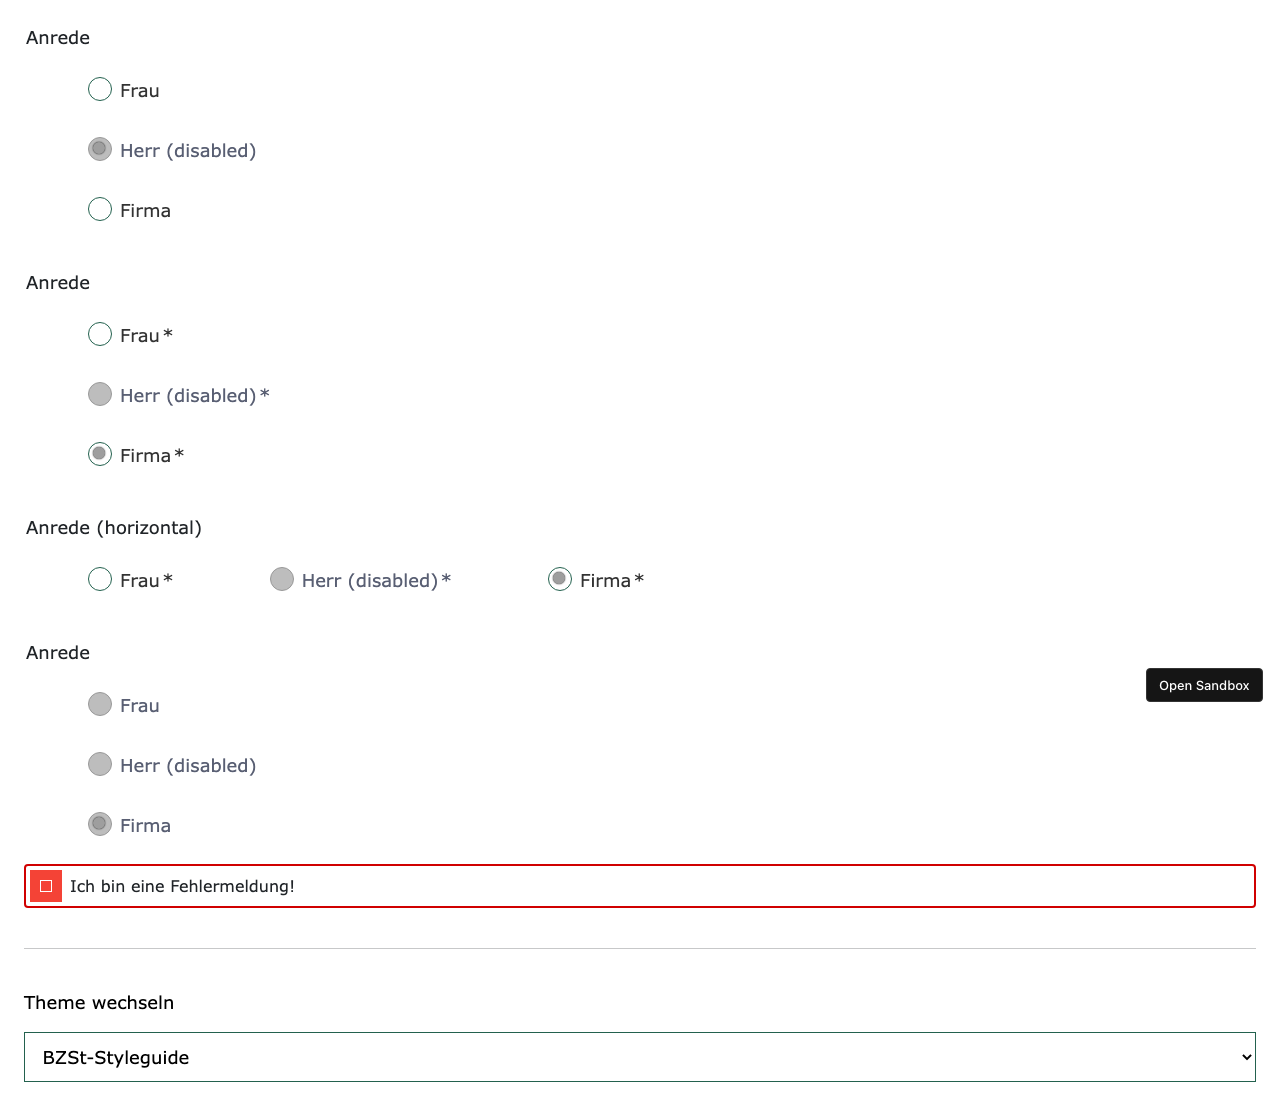 Anrede
Frau
Herr (disabled)
Firma
Anrede
Frau*
Herr (disabled)*
Firma*
Anrede (horizontal)
Frau* Herr (disabled)* Firma*
Anrede
Open Sandbox
Frau
Herr (disabled)
Firma
Ich bin eine Fehlermeldung!
Theme wechseln
BZSt-Styleguide